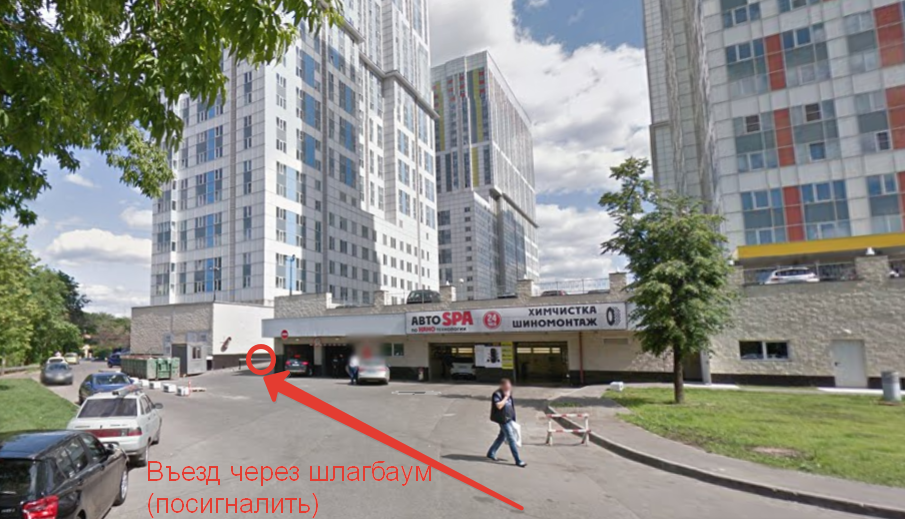 АВТО SPA
24
ХИМЧИСТКА
ШИНОМОНТАЖ
Въезд через шлагбаум
(посигналить)